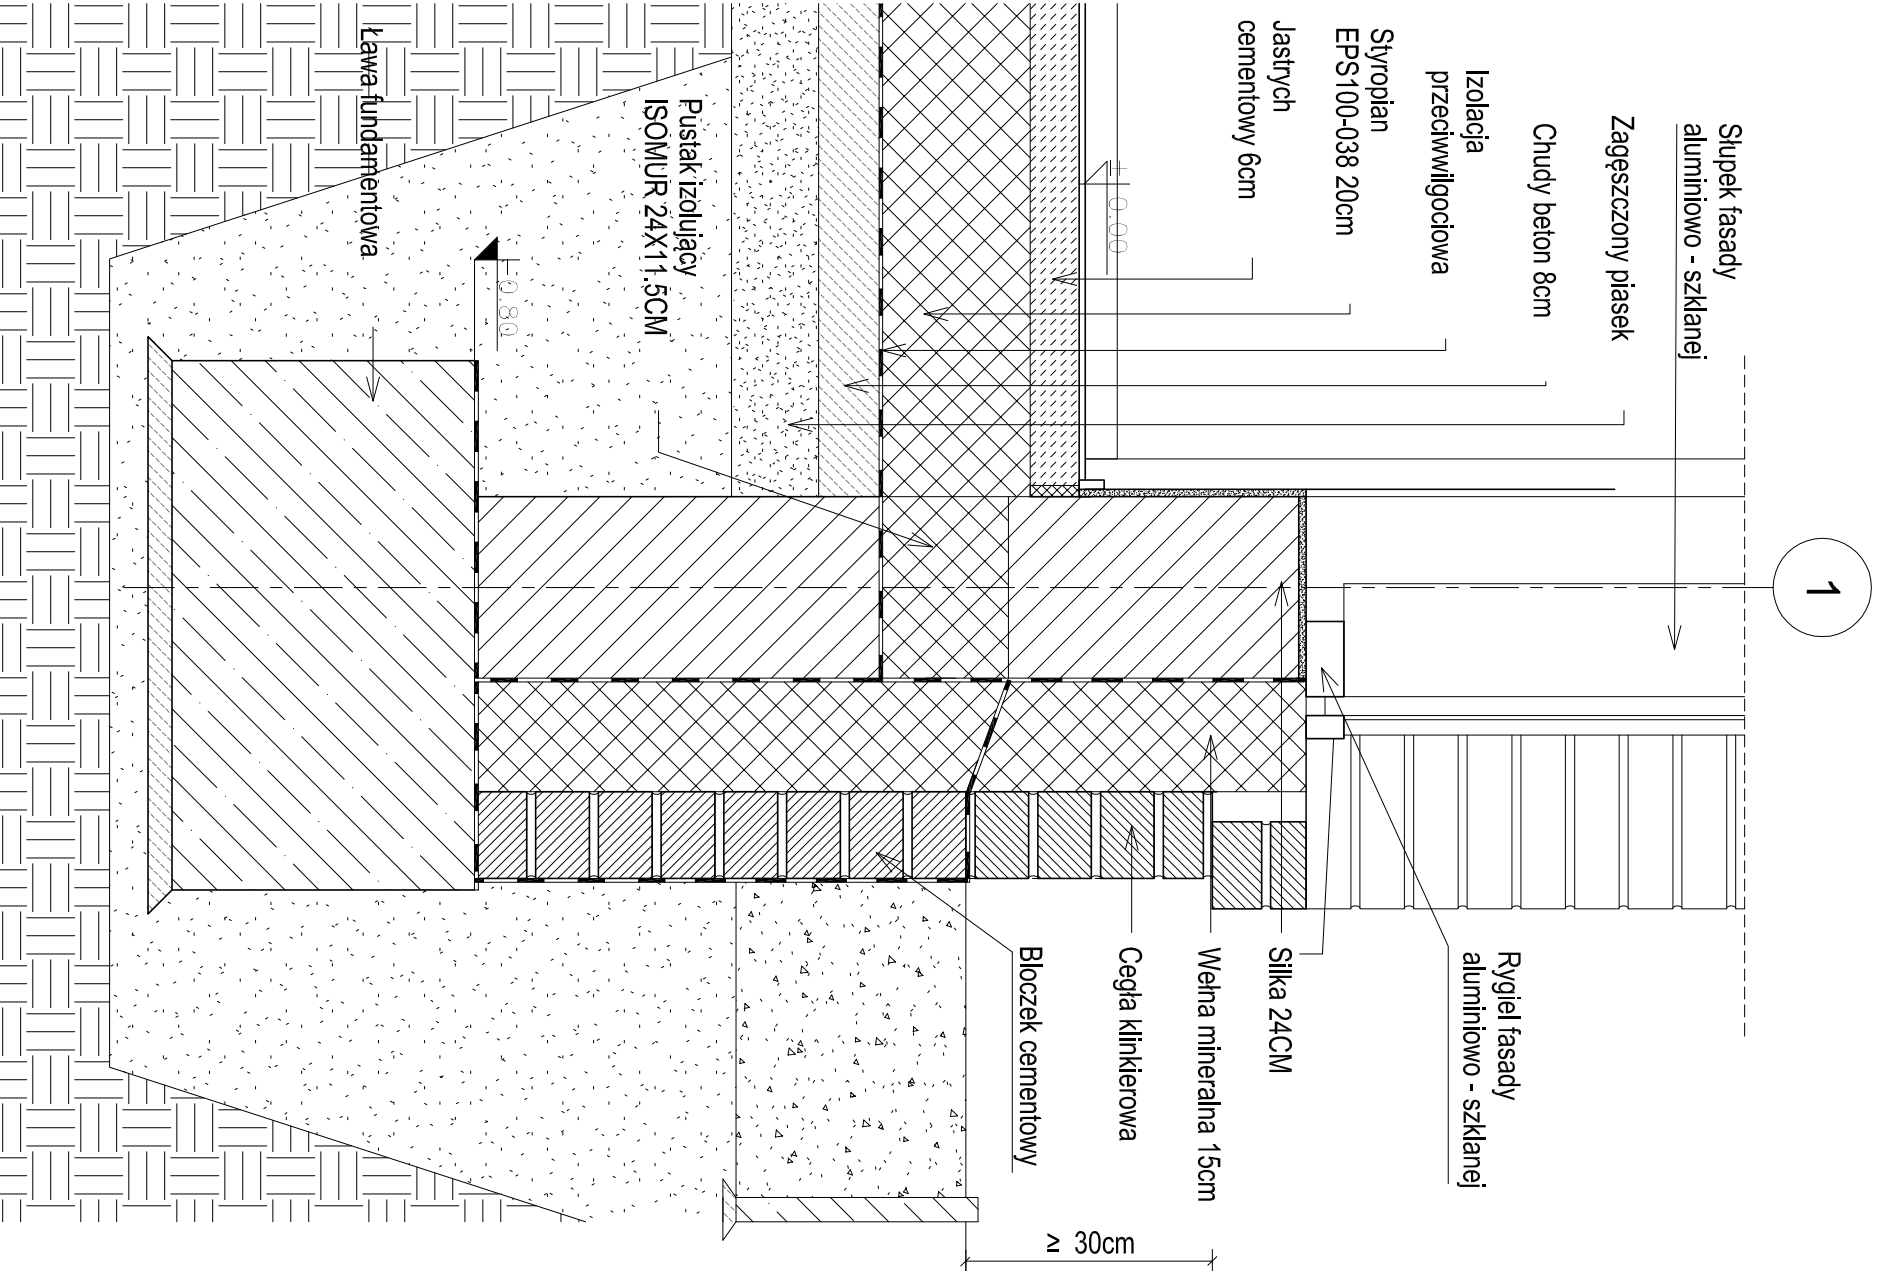 Słupek fasady
aluminiowo - szklanej
Zagęszczony piasek
Chudy beton 8cm
Izolacja
przeciwwilgociowa
Styropian
EPS100-038 20cm
Jastrych
cementowy 6cm
± 0.00
Pustak izolujący
ISOMUR 24X11.5CM
-0.80
Ława fundamentowa
1
Rygiel fasady
aluminiowo - szklanej
Silka 24CM
Wełna mineralna 15cm
Cegła klinkierowa
Bloczek cementowy
≥ 30cm